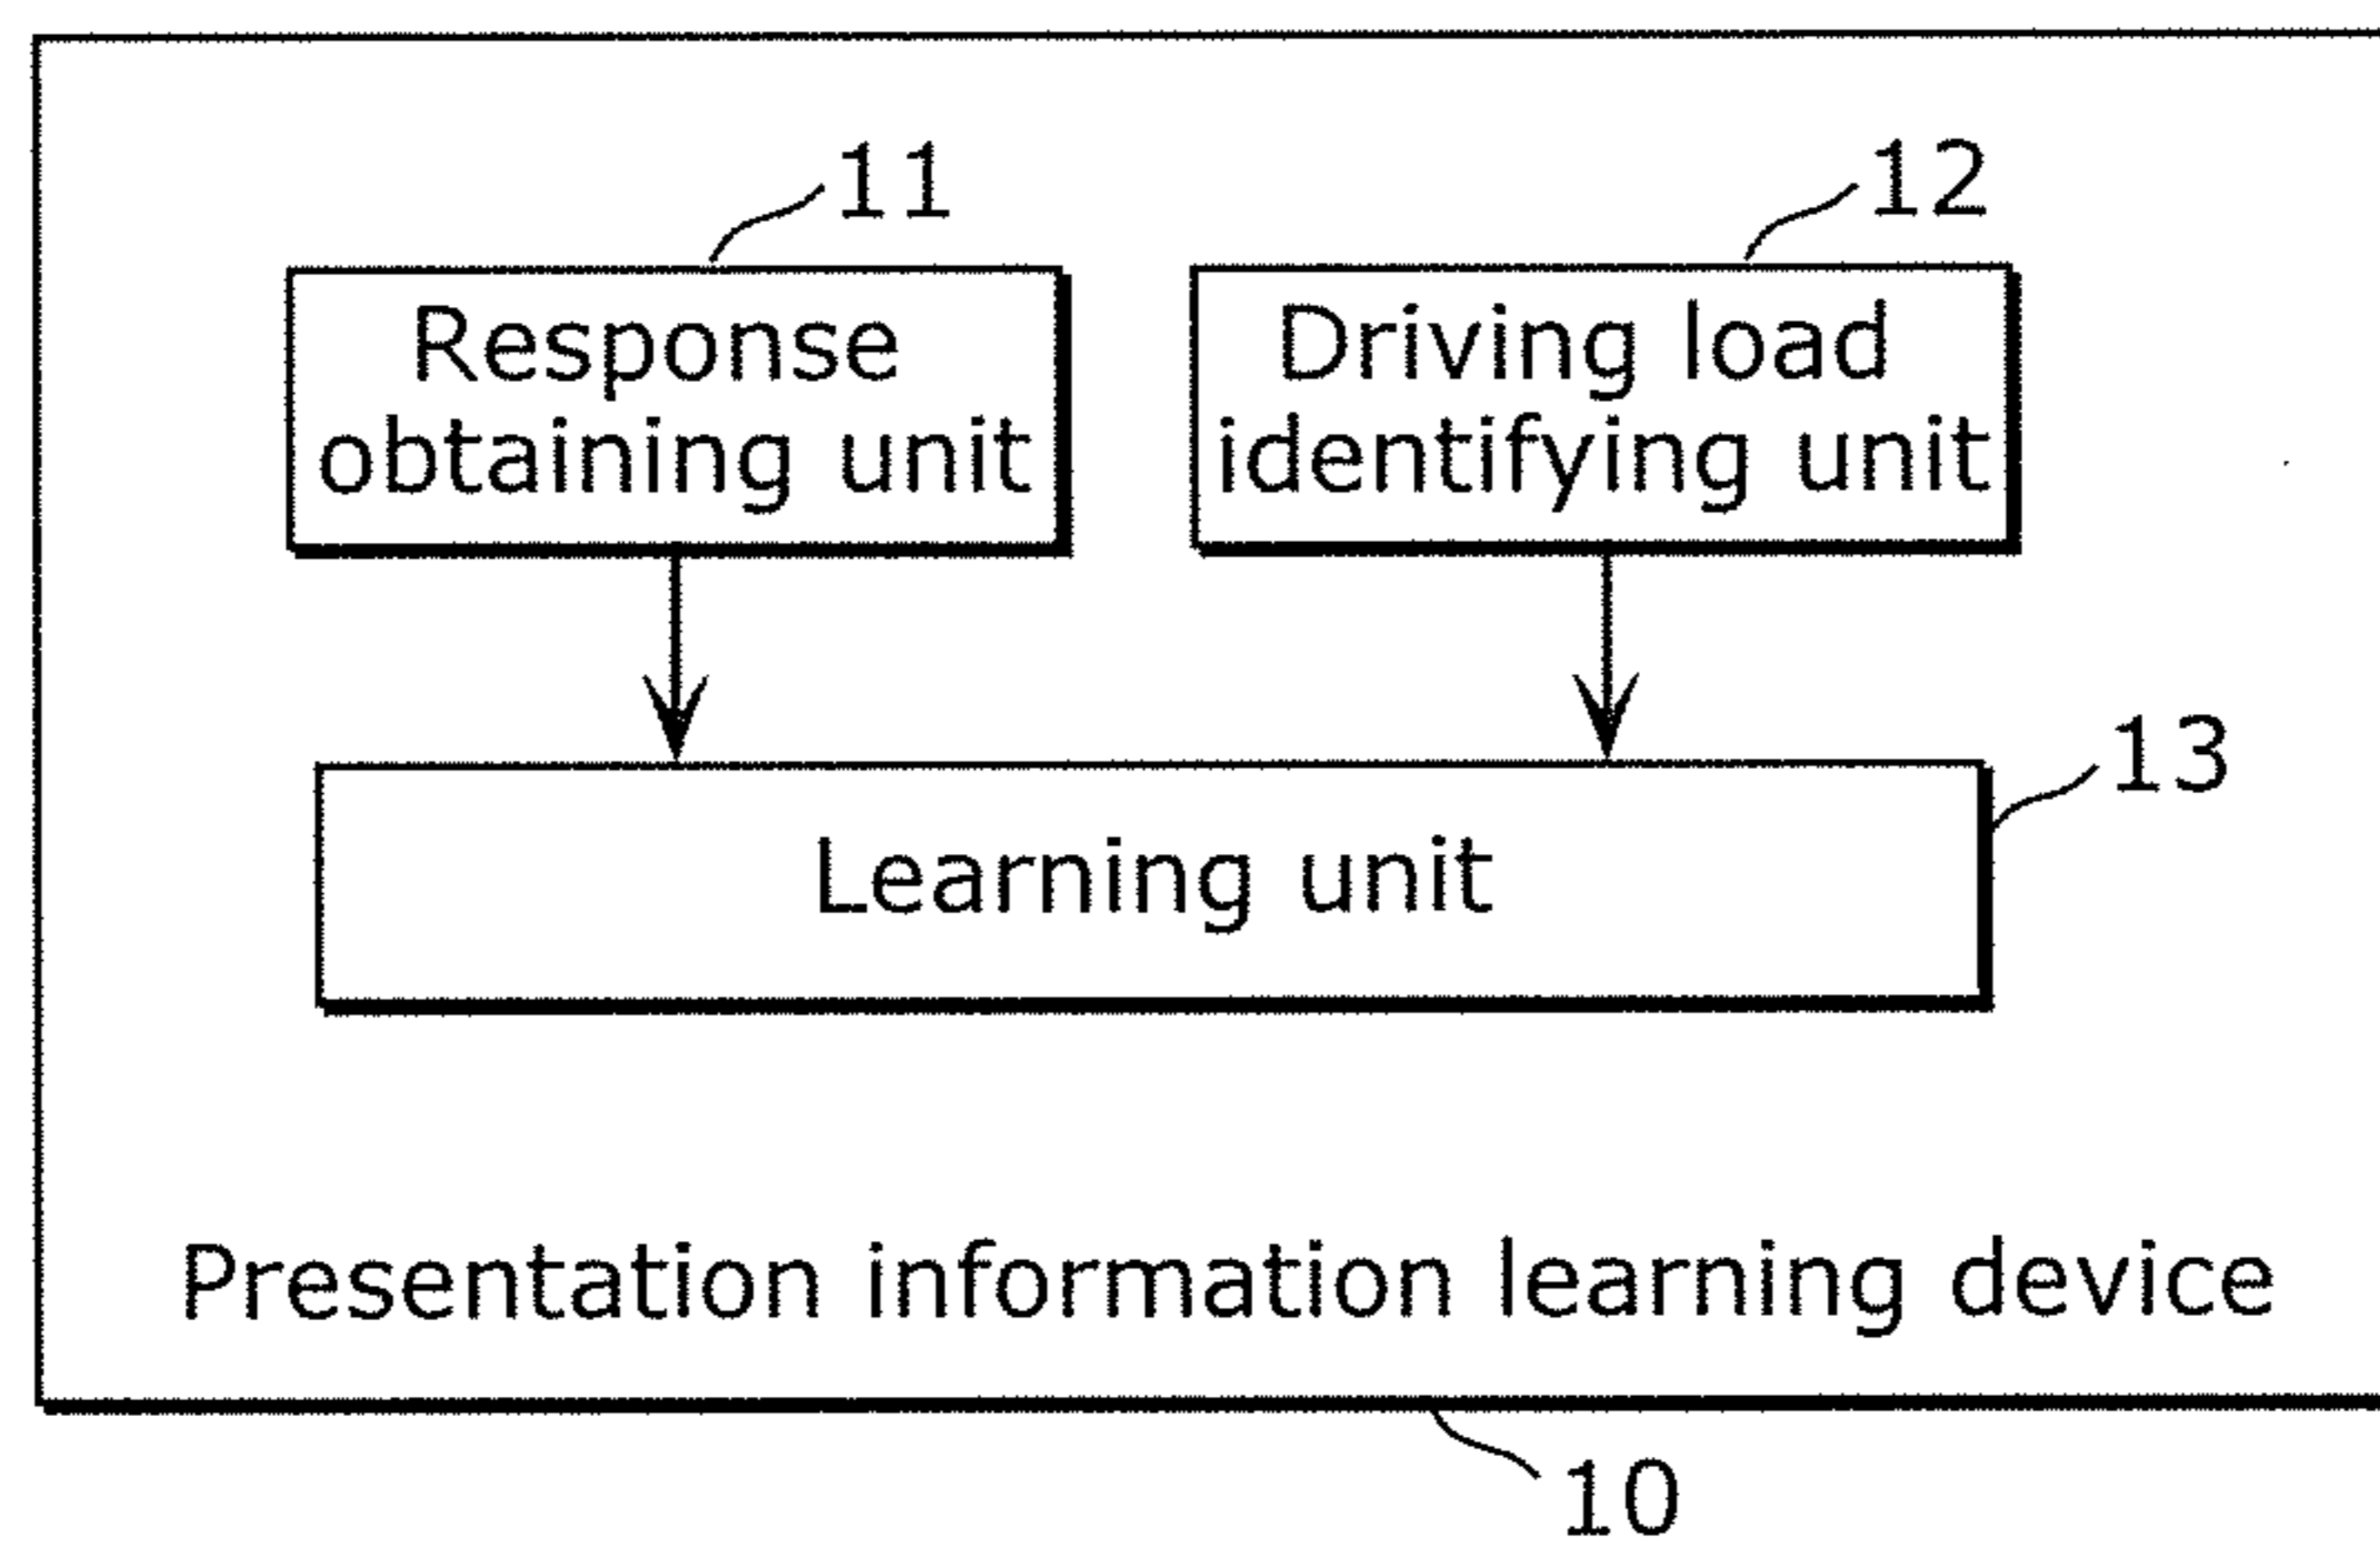 11
12
Response
obtaining unit
Driving load
identifying unit
13
Learning unit
Presentation information learning device
10